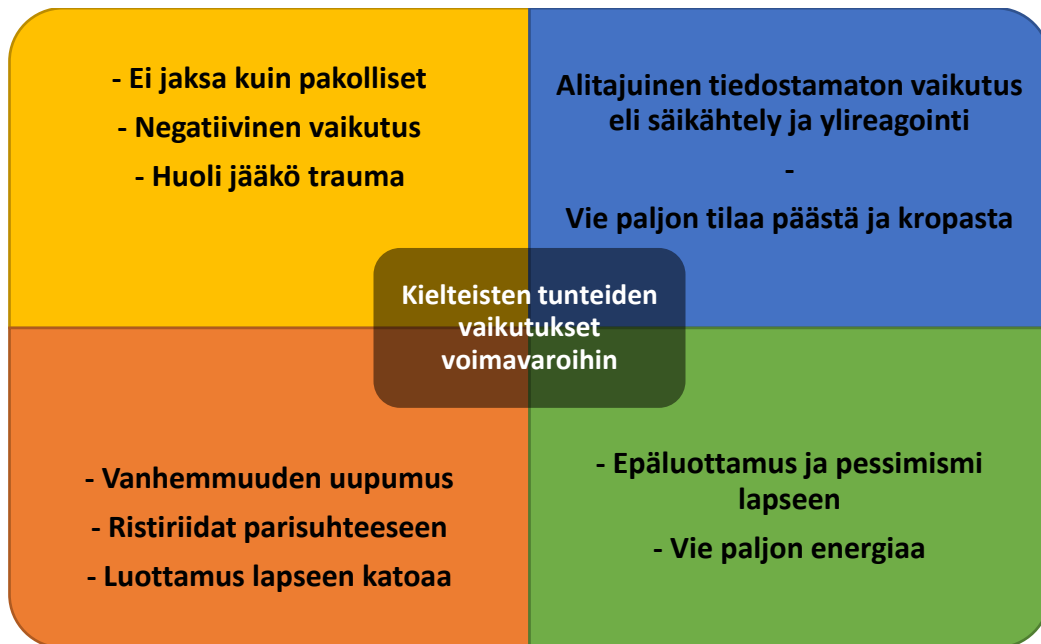 - Ei jaksa kuin pakolliset
- Negatiivinen vaikutus
- Huoli jääkö trauma
Alitajuinen tiedostamaton vaikutus
eli säikähtely ja ylireagointi
-
Vie paljon tilaa päästä ja kropasta
Kielteisten tunteiden
vaikutukset
voimavaroihin
- Vanhemmuuden uupumus
- Ristiriidat parisuhteeseen
- Luottamus lapseen katoaa
- Epäluottamus ja pessimismi
lapseen
- Vie paljon energiaa